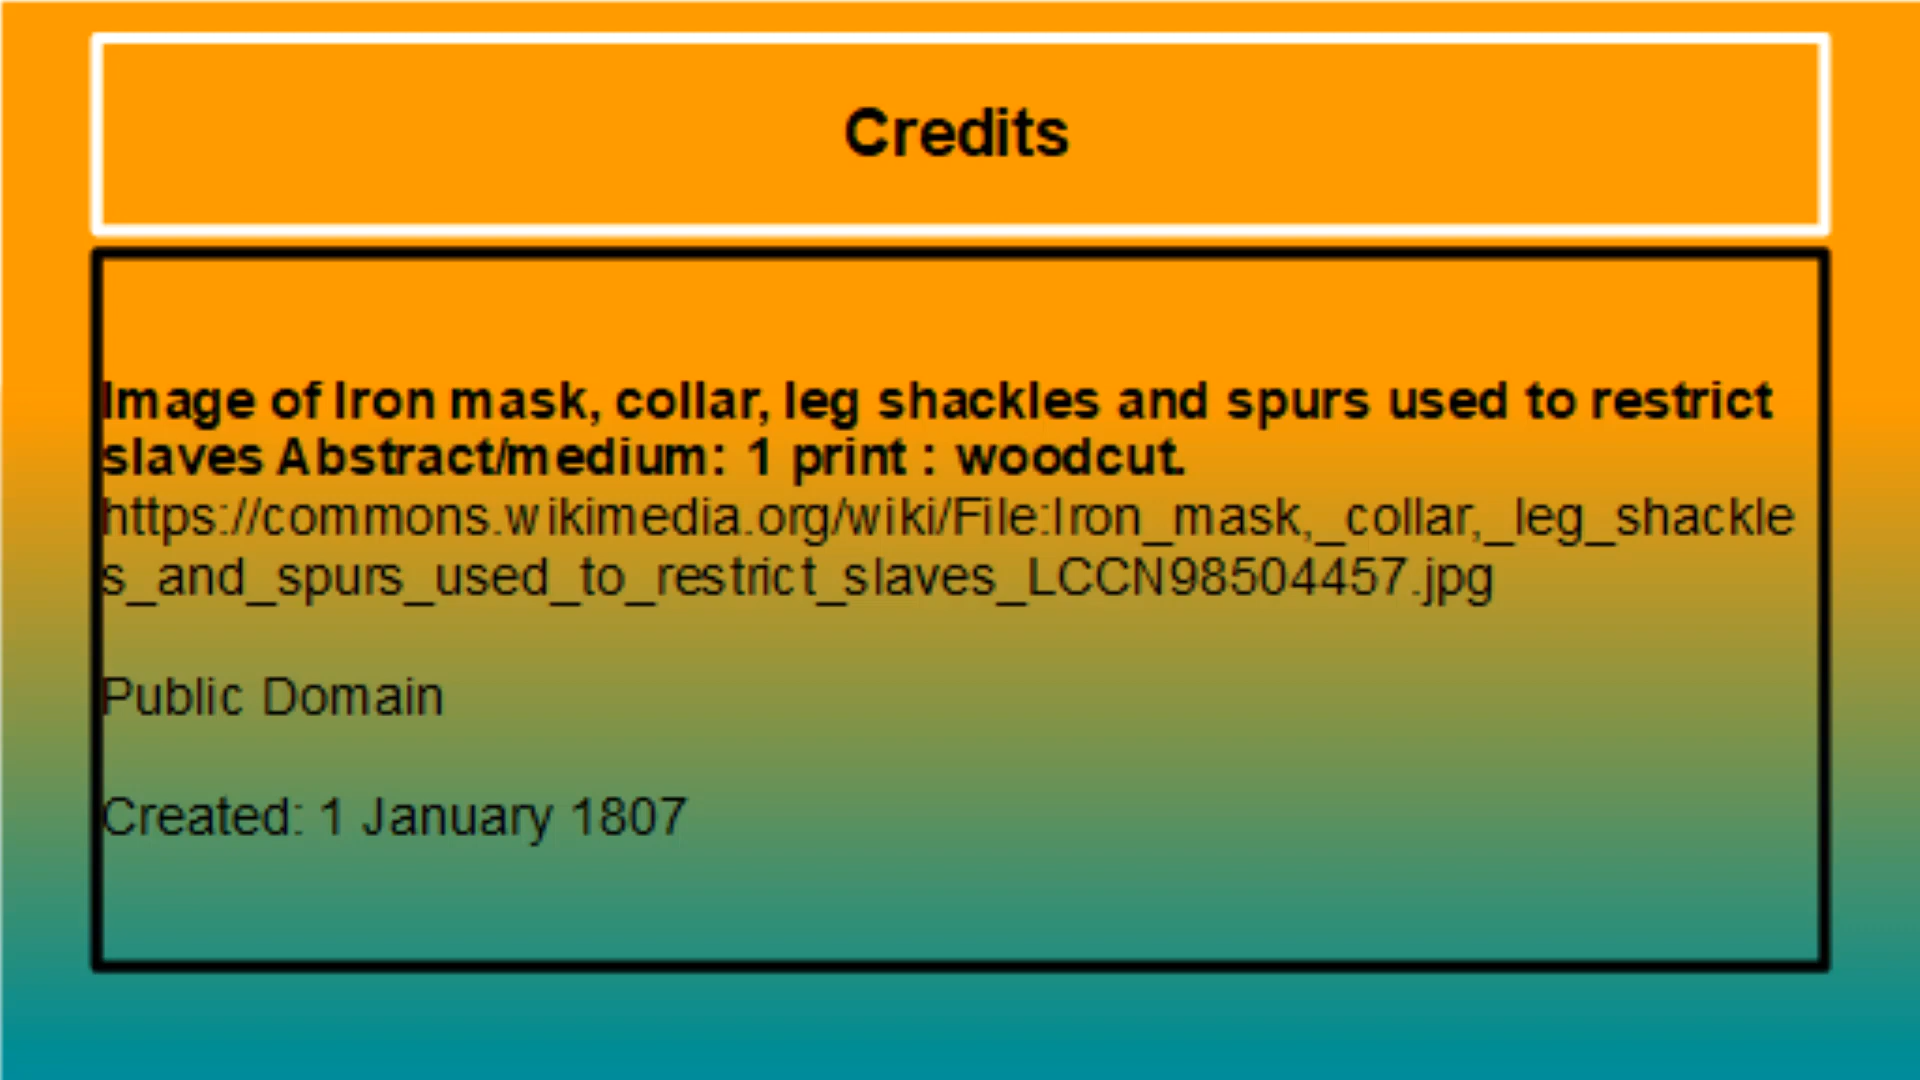 Credits
Image of Iron mask, collar, leg shackles and spurs used to restrict
slaves Abstract/medium: 1 print : woodcut.
https://commons.wikimedia.org/wiki/File:Iron_mask,_collar,_leg_shackle
s_and_spurs_used_to_restrict_slaves_LCCN98504457.jpg
Public Domain
Created: 1 January 1807